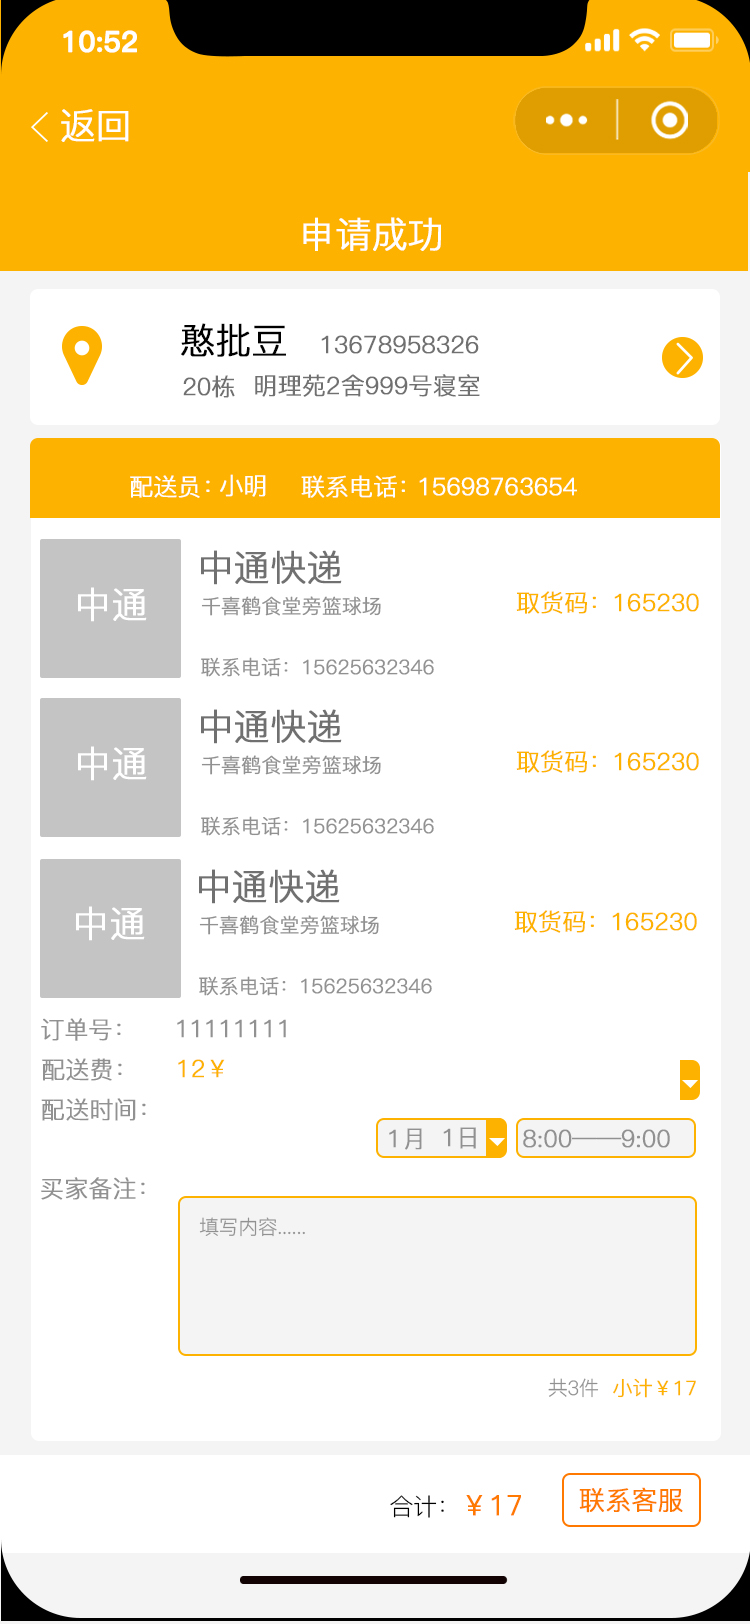 10:52
返回
申请成功
憨批豆 13678958326
20栋 明理苑2舍999号寝室
配送员：小明 联系电话：15698763654
中通
中通快递
千喜鹤食堂旁篮球场
取货码：165230
联系电话：15625632346
中通
中通快递
千喜鹤食堂旁篮球场
取货码：165230
联系电话：15625632346
中通
中通快递
千喜鹤食堂旁篮球场
取货码：165230
联系电话：15625632346
订单号： 11111111
配送费： 12￥
配送时间：
1月 1日 8:00——9:00
买家备注：
填写内容......
共3件 小计￥17
合计：￥17 联系客服